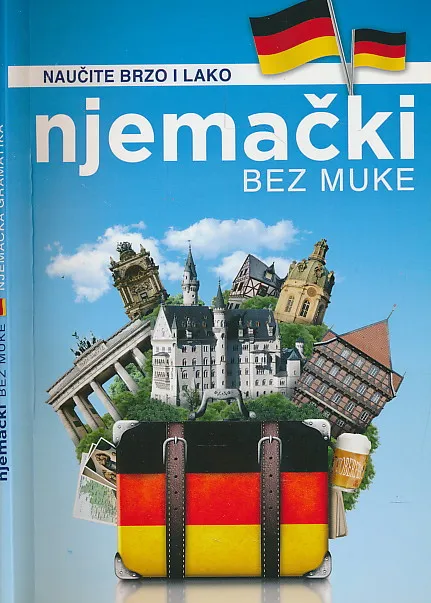 NAUČITE BRZO I LAKO
njemački
BEZ MUKE
njemački BEZ MUKE NJEMAČKA GRAMATIKA